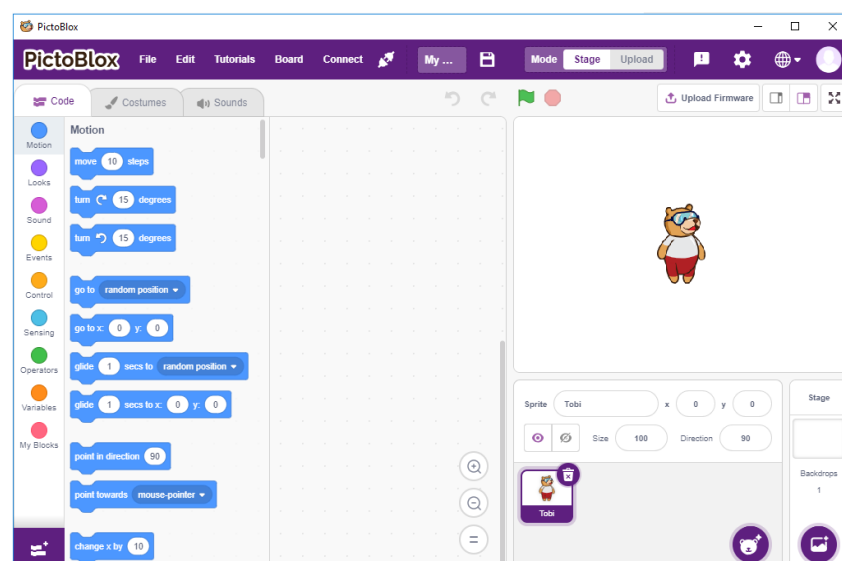 PictoBlox
PictoBlox File Edit Tutorials Board Connect My ... Mode Stage Upload
Code Costumes Sounds Upload Firmware
Motion
Looks
Sound
Events
Control
Sensing
Operators
Variables
My Blocks
Motion
move 10 steps
turn 15 degrees
turn 15 degrees
go to random position
go to x: 0 y: 0
glide 1 secs to random position
glide 1 secs to x: 0 y: 0
point in direction 90
point towards mouse-pointer
change x by 10
Sprite Tobi x 0 y 0
Size 100 Direction 90
Tobi
Stage
Backdrops
1